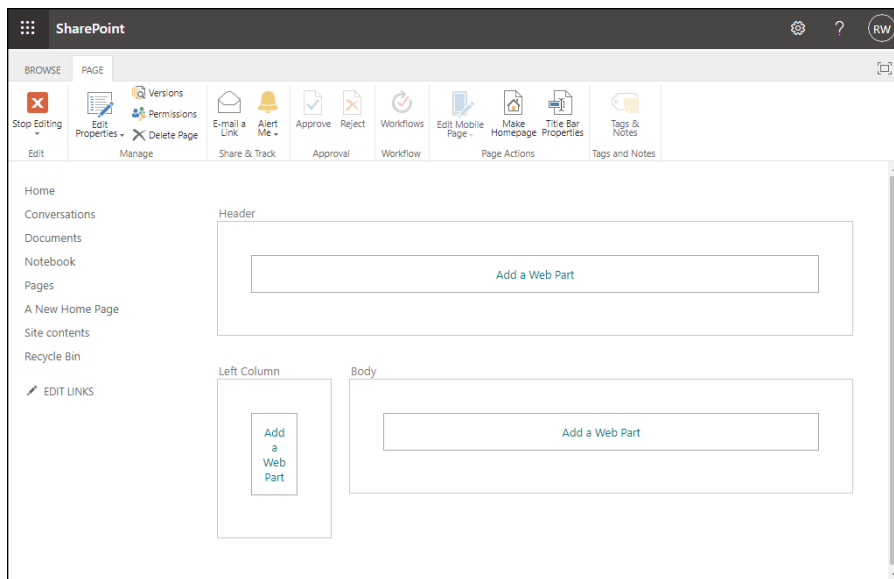 SharePoint
?
RW
BROWSE
PAGE
Stop Editing
Edit
Properties
Versions
Permissions
Delete Page
E-mail a
Link
Alert
Me
Approve
Reject
Workflows
Edit Mobile
Page
Make
Homepage
Title Bar
Properties
Tags &
Notes
Edit
Manage
Share & Track
Approval
Workflow
Page Actions
Tags and Notes
Home
Conversations
Documents
Notebook
Pages
A New Home Page
Site contents
Recycle Bin
EDIT LINKS
Header
Add a Web Part
Left Column
Add
a
Web
Part
Body
Add a Web Part